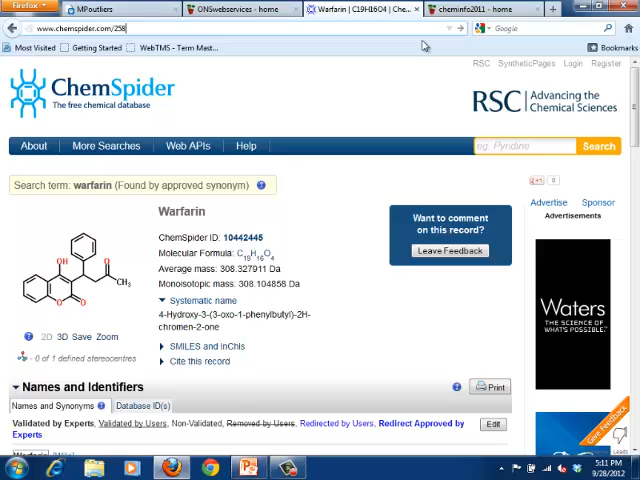 Firefox
MPoutliers
ONSwebservices - home
Warfarin | C19H16O4 | Che...
cheminfo2011 - home
www.chemspider.com/258
Google
Most Visited
Getting Started
WebTMS - Term Mast...
Bookmarks
RSC SyntheticPages Login Register
ChemSpider
The free chemical database
RSC Advancing the
Chemical Sciences
About More Searches Web APIs Help
eg. Pyridine Search
Search term: warfarin (Found by approved synonym)
+1 0
Warfarin
Advertise Sponsor
Advertisements
Want to comment
on this record?
Leave Feedback
ChemSpider ID: 10442445
Molecular Formula: C19H16O4
Average mass: 308.327911 Da
Monoisotopic mass: 308.104858 Da
Systematic name
4-Hydroxy-3-(3-oxo-1-phenylbutyl)-2H-
chromen-2-one
SMILES and InChIs
Cite this record
OH
O
CH3
O
O
2D 3D Save Zoom
- 0 of 1 defined stereocentres
Waters
THE SCIENCE OF
WHAT'S POSSIBLE.
Names and Identifiers
Print
Names and Synonyms Database ID(s)
Validated by Experts, Validated by Users, Non-Validated, Removed by Users, Redirected by Users, Redirect Approved by
Experts
Edit
Warfarin [Wiki]
Give Feedback
Leads
5:11 PM
9/28/2012